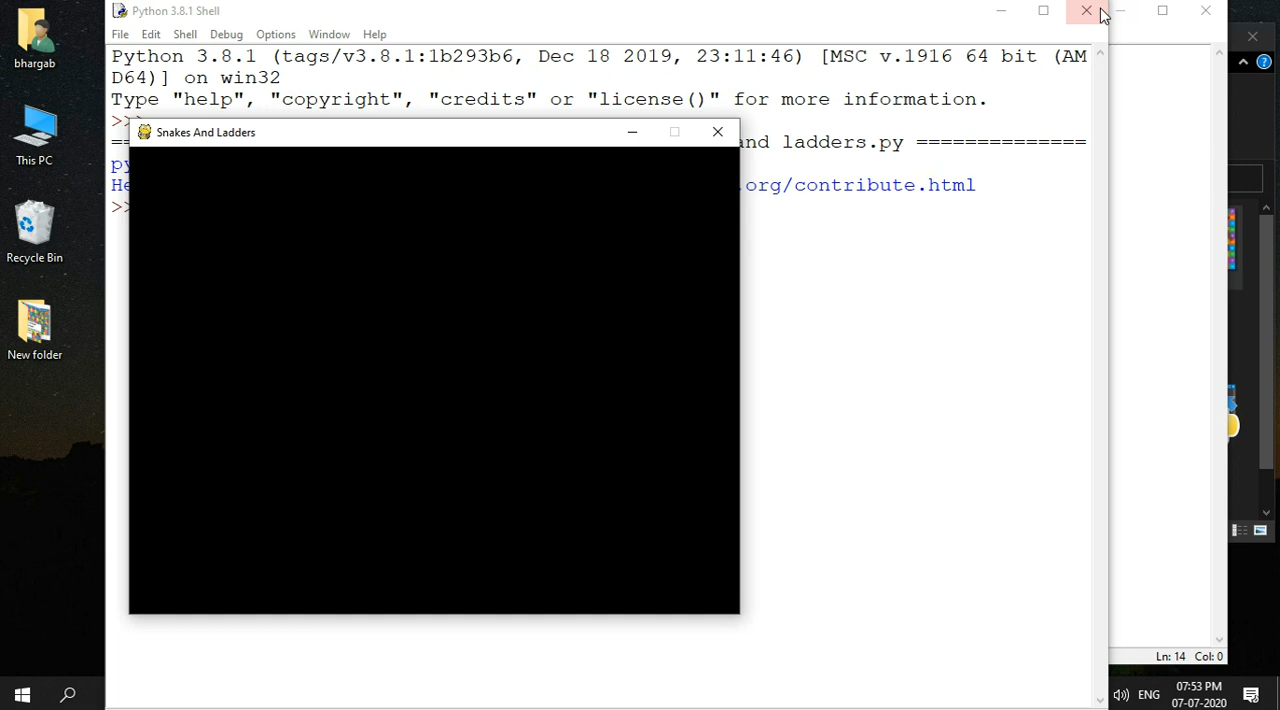 bhargab
This PC
Recycle Bin
New folder
Python 3.8.1 Shell
File Edit Shell Debug Options Window Help
Python 3.8.1 (tags/v3.8.1:1b293b6, Dec 18 2019, 23:11:46) [MSC v.1916 64 bit (AM
D64)] on win32
Type "help", "copyright", "credits" or "license()" for more information.
>>
Snakes And Ladders
== and ladders.py ==============
py
He .org/contribute.html
>>
Ln: 14 Col: 0
ENG
07:53 PM
07-07-2020